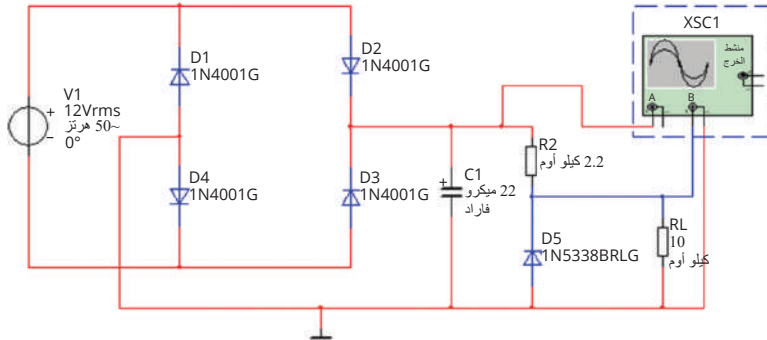 XSC1
منشط
الخرج
A
B
V1
12Vrms
~50 هرتز
0°
D1
1N4001G
D2
1N4001G
D4
1N4001G
D3
1N4001G
C1
22 ميكرو
فاراد
R2
2.2 كيلو أوم
D5
1N5338BRLG
RL
10
كيلو أوم